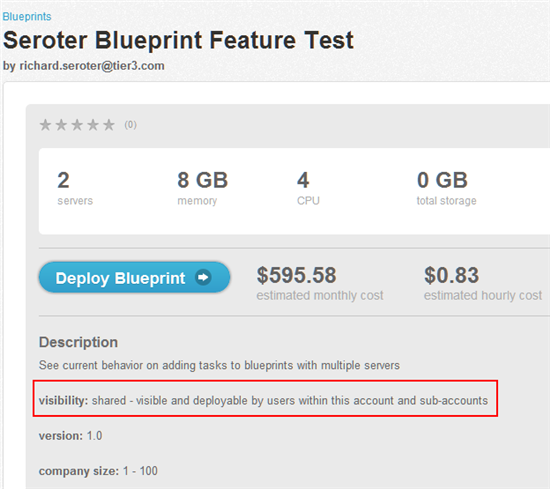 Blueprints
Seroter Blueprint Feature Test
by richard.seroter@tier3.com
(0)
2 8 GB 4 0 GB
servers memory CPU total storage
Deploy Blueprint $595.58 $0.83
estimated monthly cost estimated hourly cost
Description
See current behavior on adding tasks to blueprints with multiple servers
visibility: shared - visible and deployable by users within this account and sub-accounts
version: 1.0
company size: 1 - 100